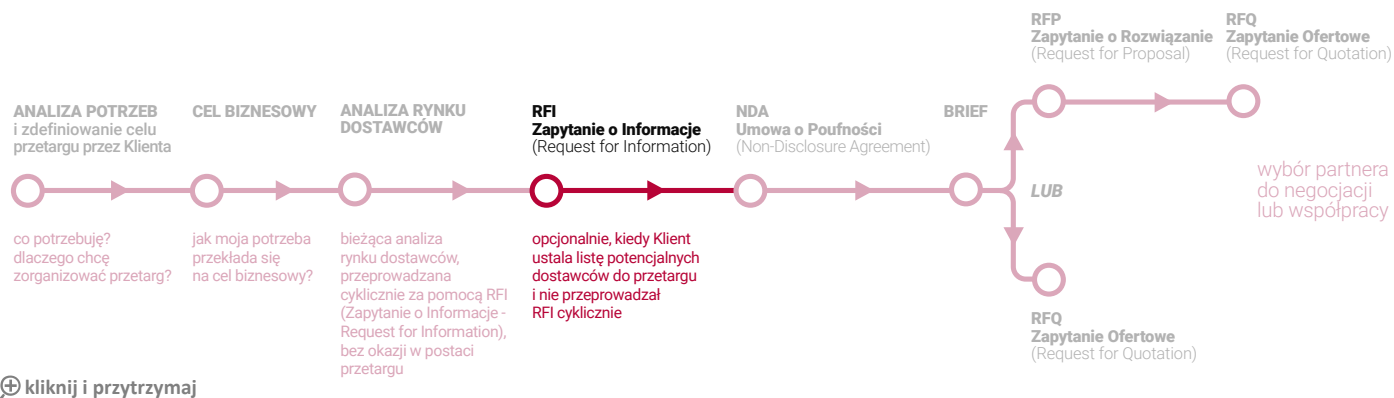 ANALIZA POTRZEB
i zdefiniowanie celu
przetargu przez Klienta
co potrzebuję?
dlaczego chcę
zorganizować przetarg?
CEL BIZNESOWY
jak moja potrzeba
przekłada się
na cel biznesowy?
ANALIZA RYNKU
DOSTAWCÓW
bieżąca analiza
rynku dostawców,
przeprowadzana
cyklicznie za pomocą RFI
(Zapytanie o Informacje -
Request for Information),
bez okazji w postaci
przetargu
RFI
Zapytanie o Informacje
(Request for Information)
opcjonalnie, kiedy Klient
ustala listę potencjalnych
dostawców do przetargu
i nie przeprowadzał
RFI cyklicznie
NDA
Umowa o Poufności
(Non-Disclosure Agreement)
BRIEF
RFP
Zapytanie o Rozwiązanie
(Request for Proposal)
RFQ
Zapytanie Ofertowe
(Request for Quotation)
LUB
wybór partnera
do negocjacji
lub współpracy
RFQ
Zapytanie Ofertowe
(Request for Quotation)
kliknij i przytrzymaj